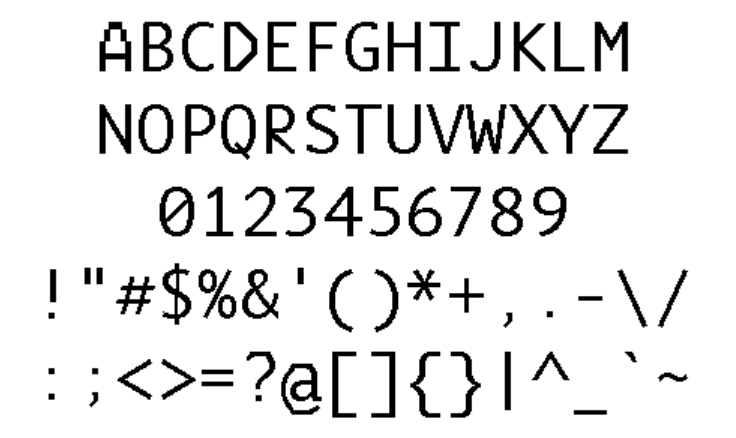 ABCDEFGHIJKLM
NOPQRSTUVWXYZ
0123456789
!"#$%&'()*+,.-\/
:;<>=?@[]{}|^_`~